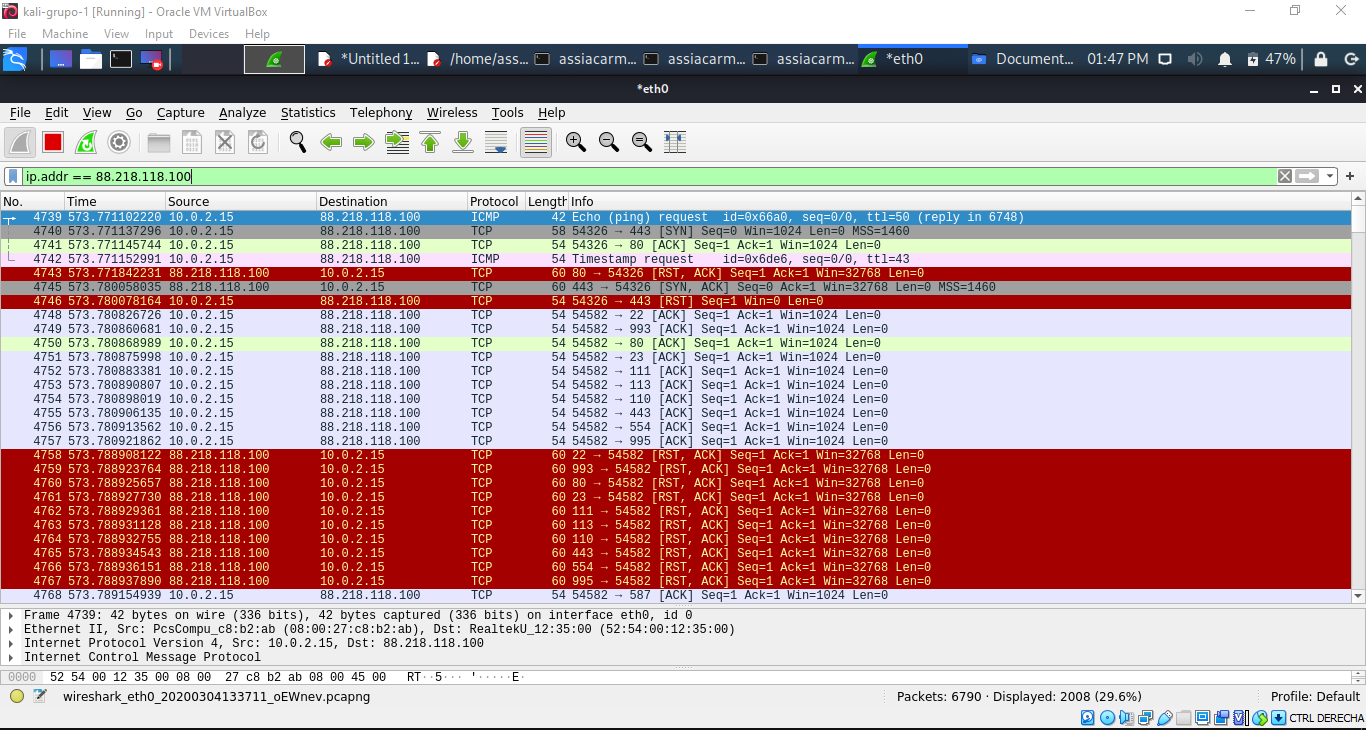 kali-grupo-1 [Running] - Oracle VM VirtualBox
File Machine View Input Devices Help
*Untitled 1... /home/ass... assiacarm... assiacarm... assiacarm... *eth0 Document... 01:47 PM 47%
*eth0
File Edit View Go Capture Analyze Statistics Telephony Wireless Tools Help
ip.addr == 88.218.118.100
No. Time Source Destination Protocol Length Info
4739 573.771102220 10.0.2.15 88.218.118.100 ICMP 42 Echo (ping) request id=0x66a0, seq=0/0, ttl=50 (reply in 6748)
4740 573.771137296 10.0.2.15 88.218.118.100 TCP 58 54326 → 443 [SYN] Seq=0 Win=1024 Len=0 MSS=1460
4741 573.771145744 10.0.2.15 88.218.118.100 TCP 54 54326 → 80 [ACK] Seq=1 Ack=1 Win=1024 Len=0
4742 573.771152991 10.0.2.15 88.218.118.100 ICMP 54 Timestamp request id=0x6de6, seq=0/0, ttl=43
4743 573.771842231 88.218.118.100 10.0.2.15 TCP 60 80 → 54326 [RST, ACK] Seq=1 Ack=1 Win=32768 Len=0
4745 573.780058035 88.218.118.100 10.0.2.15 TCP 60 443 → 54326 [SYN, ACK] Seq=0 Ack=1 Win=32768 Len=0 MSS=1460
4746 573.780078164 10.0.2.15 88.218.118.100 TCP 54 54326 → 443 [RST] Seq=1 Win=0 Len=0
4748 573.780826726 10.0.2.15 88.218.118.100 TCP 54 54582 → 22 [ACK] Seq=1 Ack=1 Win=1024 Len=0
4749 573.780860681 10.0.2.15 88.218.118.100 TCP 54 54582 → 993 [ACK] Seq=1 Ack=1 Win=1024 Len=0
4750 573.780868989 10.0.2.15 88.218.118.100 TCP 54 54582 → 80 [ACK] Seq=1 Ack=1 Win=1024 Len=0
4751 573.780875998 10.0.2.15 88.218.118.100 TCP 54 54582 → 23 [ACK] Seq=1 Ack=1 Win=1024 Len=0
4752 573.780883381 10.0.2.15 88.218.118.100 TCP 54 54582 → 111 [ACK] Seq=1 Ack=1 Win=1024 Len=0
4753 573.780890807 10.0.2.15 88.218.118.100 TCP 54 54582 → 113 [ACK] Seq=1 Ack=1 Win=1024 Len=0
4754 573.780898019 10.0.2.15 88.218.118.100 TCP 54 54582 → 110 [ACK] Seq=1 Ack=1 Win=1024 Len=0
4755 573.780906135 10.0.2.15 88.218.118.100 TCP 54 54582 → 443 [ACK] Seq=1 Ack=1 Win=1024 Len=0
4756 573.780913562 10.0.2.15 88.218.118.100 TCP 54 54582 → 554 [ACK] Seq=1 Ack=1 Win=1024 Len=0
4757 573.780921862 10.0.2.15 88.218.118.100 TCP 54 54582 → 995 [ACK] Seq=1 Ack=1 Win=1024 Len=0
4758 573.788908122 88.218.118.100 10.0.2.15 TCP 60 22 → 54582 [RST, ACK] Seq=1 Ack=1 Win=32768 Len=0
4759 573.788923764 88.218.118.100 10.0.2.15 TCP 60 993 → 54582 [RST, ACK] Seq=1 Ack=1 Win=32768 Len=0
4760 573.788925657 88.218.118.100 10.0.2.15 TCP 60 80 → 54582 [RST, ACK] Seq=1 Ack=1 Win=32768 Len=0
4761 573.788927730 88.218.118.100 10.0.2.15 TCP 60 23 → 54582 [RST, ACK] Seq=1 Ack=1 Win=32768 Len=0
4762 573.788929361 88.218.118.100 10.0.2.15 TCP 60 111 → 54582 [RST, ACK] Seq=1 Ack=1 Win=32768 Len=0
4763 573.788931128 88.218.118.100 10.0.2.15 TCP 60 113 → 54582 [RST, ACK] Seq=1 Ack=1 Win=32768 Len=0
4764 573.788932755 88.218.118.100 10.0.2.15 TCP 60 110 → 54582 [RST, ACK] Seq=1 Ack=1 Win=32768 Len=0
4765 573.788934543 88.218.118.100 10.0.2.15 TCP 60 443 → 54582 [RST, ACK] Seq=1 Ack=1 Win=32768 Len=0
4766 573.788936151 88.218.118.100 10.0.2.15 TCP 60 554 → 54582 [RST, ACK] Seq=1 Ack=1 Win=32768 Len=0
4767 573.788937890 88.218.118.100 10.0.2.15 TCP 60 995 → 54582 [RST, ACK] Seq=1 Ack=1 Win=32768 Len=0
4768 573.789154939 10.0.2.15 88.218.118.100 TCP 54 54582 → 587 [ACK] Seq=1 Ack=1 Win=1024 Len=0
Frame 4739: 42 bytes on wire (336 bits), 42 bytes captured (336 bits) on interface eth0, id 0
Ethernet II, Src: PcsCompu_c8:b2:ab (08:00:27:c8:b2:ab), Dst: RealtekU_12:35:00 (52:54:00:12:35:00)
Internet Protocol Version 4, Src: 10.0.2.15, Dst: 88.218.118.100
Internet Control Message Protocol
0000 52 54 00 12 35 00 08 00 27 c8 b2 ab 08 00 45 00 RT··5··· '·····E·
wireshark_eth0_20200304133711_oEWnev.pcapng Packets: 6790 · Displayed: 2008 (29.6%) Profile: Default
CTRL DERECHA